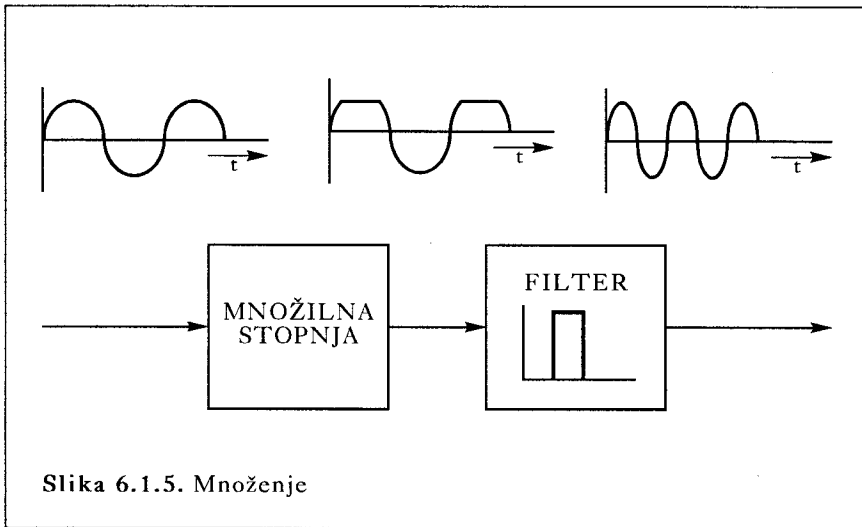 t
t
t
MNOŽILNA
STOPNJA
FILTER
Slika 6.1.5. Množenje